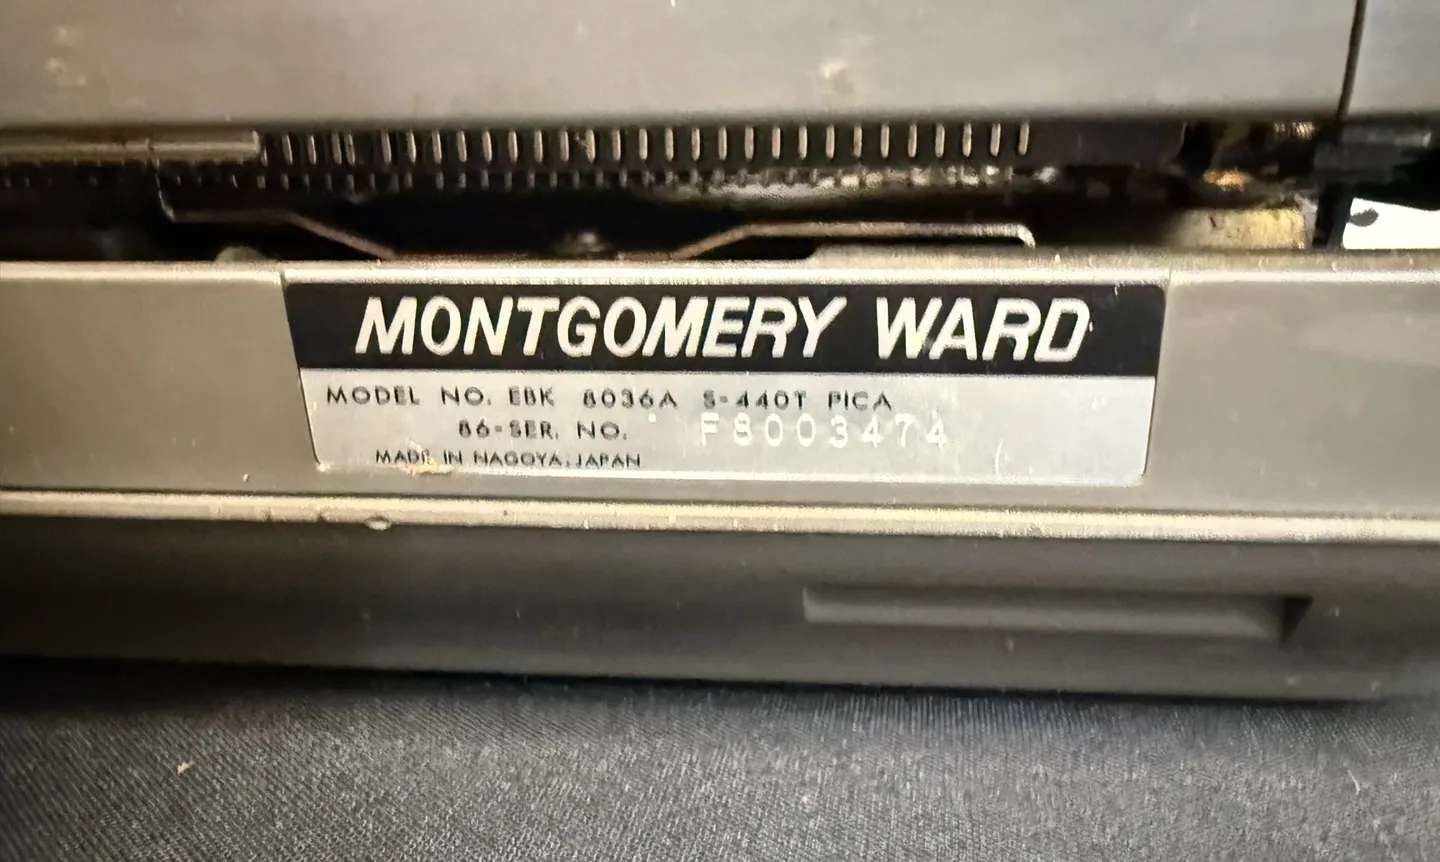 MONTGOMERY WARD
MODEL NO. EBK 8036A S-440T PICA
86-SER. NO. F8003474
MADE IN NAGOYA, JAPAN